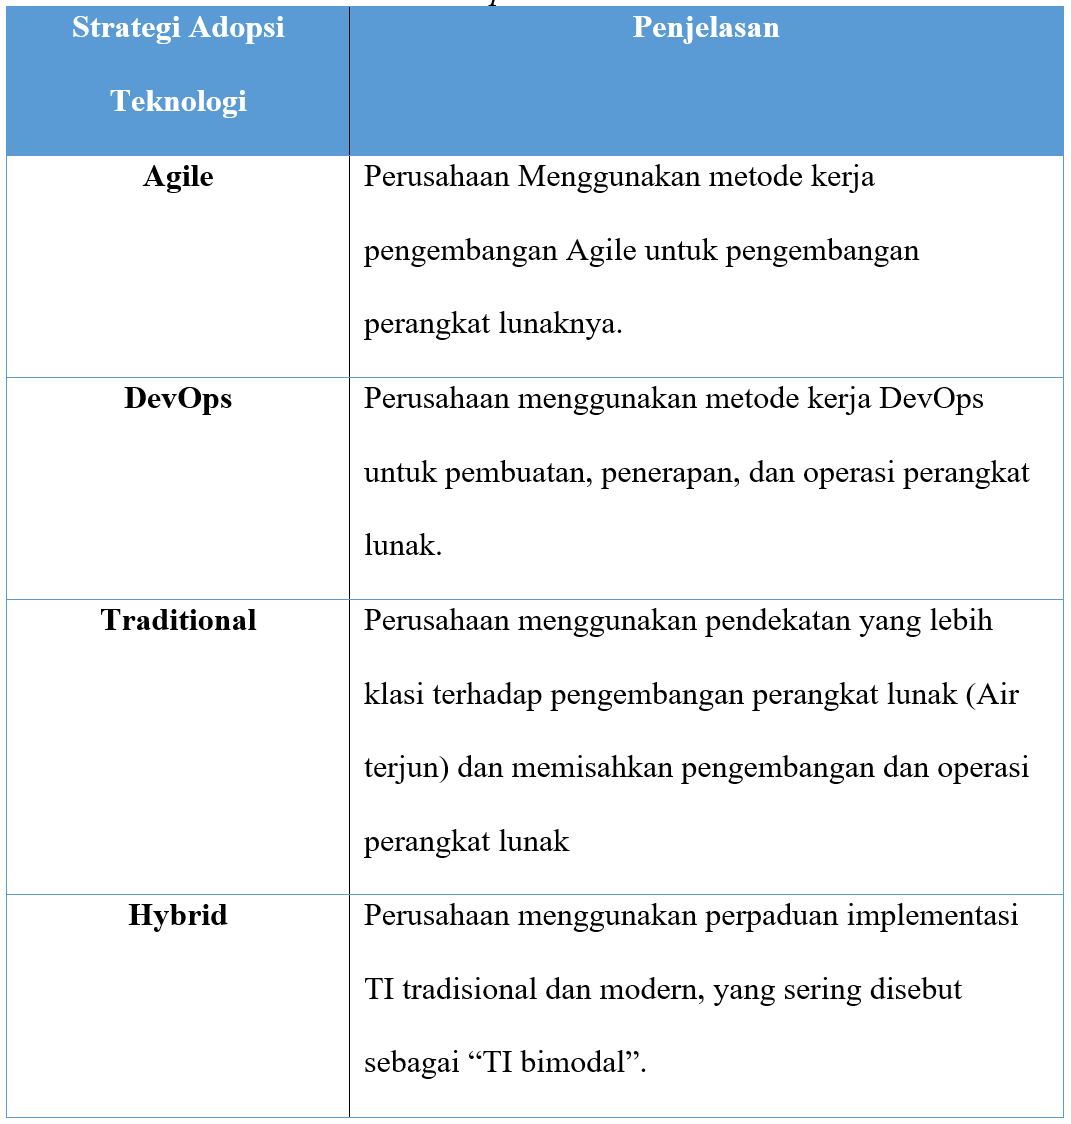 Strategi Adopsi
Teknologi
Penjelasan
Agile
Perusahaan Menggunakan metode kerja
pengembangan Agile untuk pengembangan
perangkat lunaknya.
DevOps
Perusahaan menggunakan metode kerja DevOps
untuk pembuatan, penerapan, dan operasi perangkat
lunak.
Traditional
Perusahaan menggunakan pendekatan yang lebih
klasi terhadap pengembangan perangkat lunak (Air
terjun) dan memisahkan pengembangan dan operasi
perangkat lunak
Hybrid
Perusahaan menggunakan perpaduan implementasi
TI tradisional dan modern, yang sering disebut
sebagai “TI bimodal”.